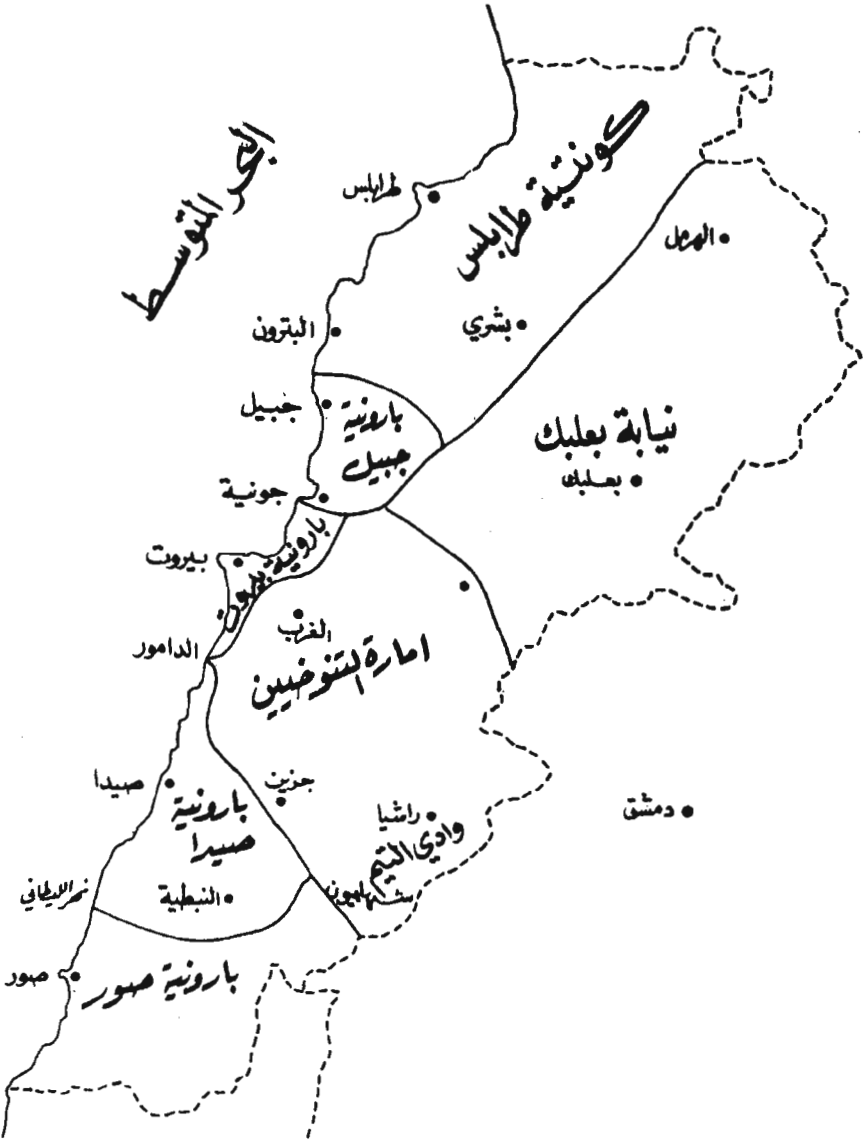 البحر المتوسط
كونتية طرابلس
طرابلس
الهرمل
البترون
بشري
جبيل
بارونية
جبيل
نيابة بعلبك
بعلبك
جونية
بارونية بيروت
بيروت
الغرب
الدامور
امارة التنوخيين
صيدا
جزين
بارونية
صيدا
راشيا
وادي التيم
دمشق
النبطية
نهر الليطاني
صور
بارونية صور